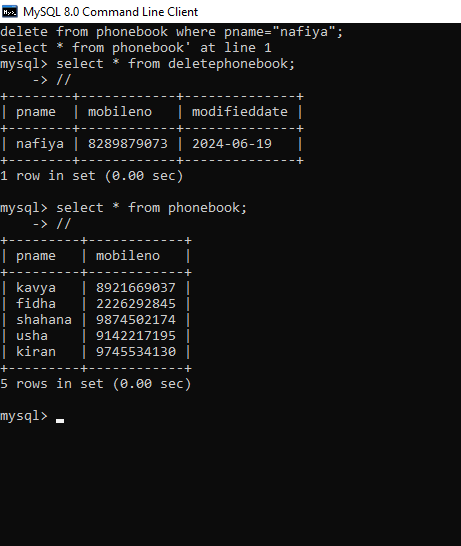 MySQL 8.0 Command Line Client
delete from phonebook where pname="nafiya";
select * from phonebook' at line 1
mysql> select * from deletephonebook;
    -> //
+--------+------------+--------------+
| pname  | mobileno   | modifieddate |
+--------+------------+--------------+
| nafiya | 8289879073 | 2024-06-19   |
+--------+------------+--------------+
1 row in set (0.00 sec)

mysql> select * from phonebook;
    -> //
+---------+------------+
| pname   | mobileno   |
+---------+------------+
| kavya   | 8921669037 |
| fidha   | 2226292845 |
| shahana | 9874502174 |
| usha    | 9142217195 |
| kiran   | 9745534130 |
+---------+------------+
5 rows in set (0.00 sec)

mysql>